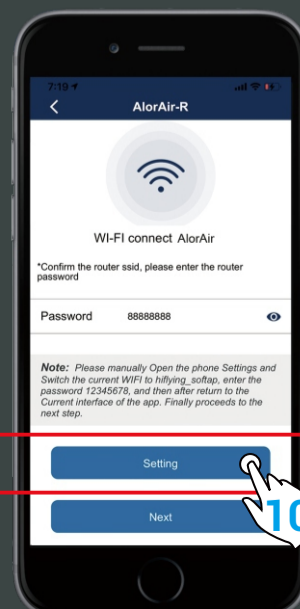 7:19
AlorAir-R
WI-FI connect AlorAir
*Confirm the router ssid, please enter the router
password
Password 88888888
Note: Please manually Open the phone Settings and
Switch the current WIFI to hiflying_softap, enter the
password 12345678, and then after return to the
Current interface of the app. Finally proceeds to the
next step.
Setting
Next
10